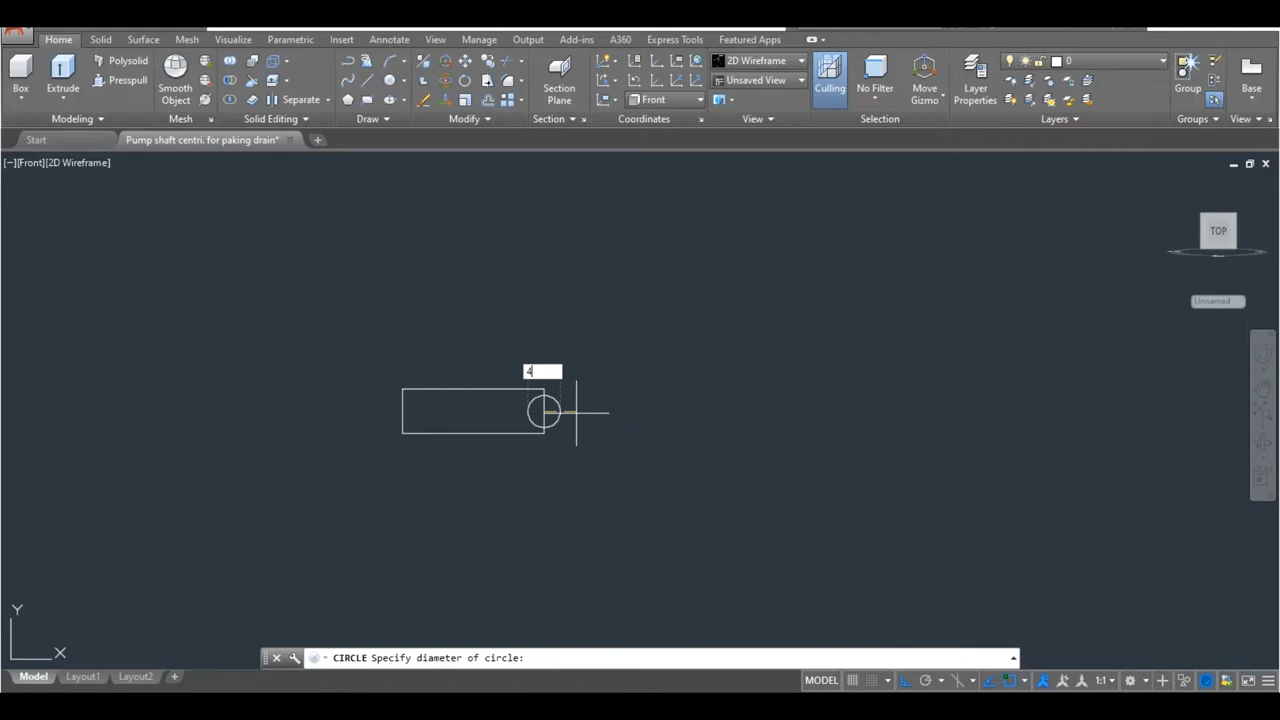 Home Solid Surface Mesh Visualize Parametric Insert Annotate View Manage Output Add-ins A360 Express Tools Featured Apps
Polysolid
2D Wireframe
0
Presspull
Unsaved View
Box Extrude Smooth Object Separate Section Plane Front Culling No Filter Move Gizmo Layer Properties Group Base
Modeling Mesh Solid Editing Draw Modify Section Coordinates View Selection Layers Groups View
Start Pump shaft centri. for paking drain*
[−][Front][2D Wireframe]
TOP
Unnamed
4
Y
X
CIRCLE Specify diameter of circle:
Model Layout1 Layout2 MODEL 1:1